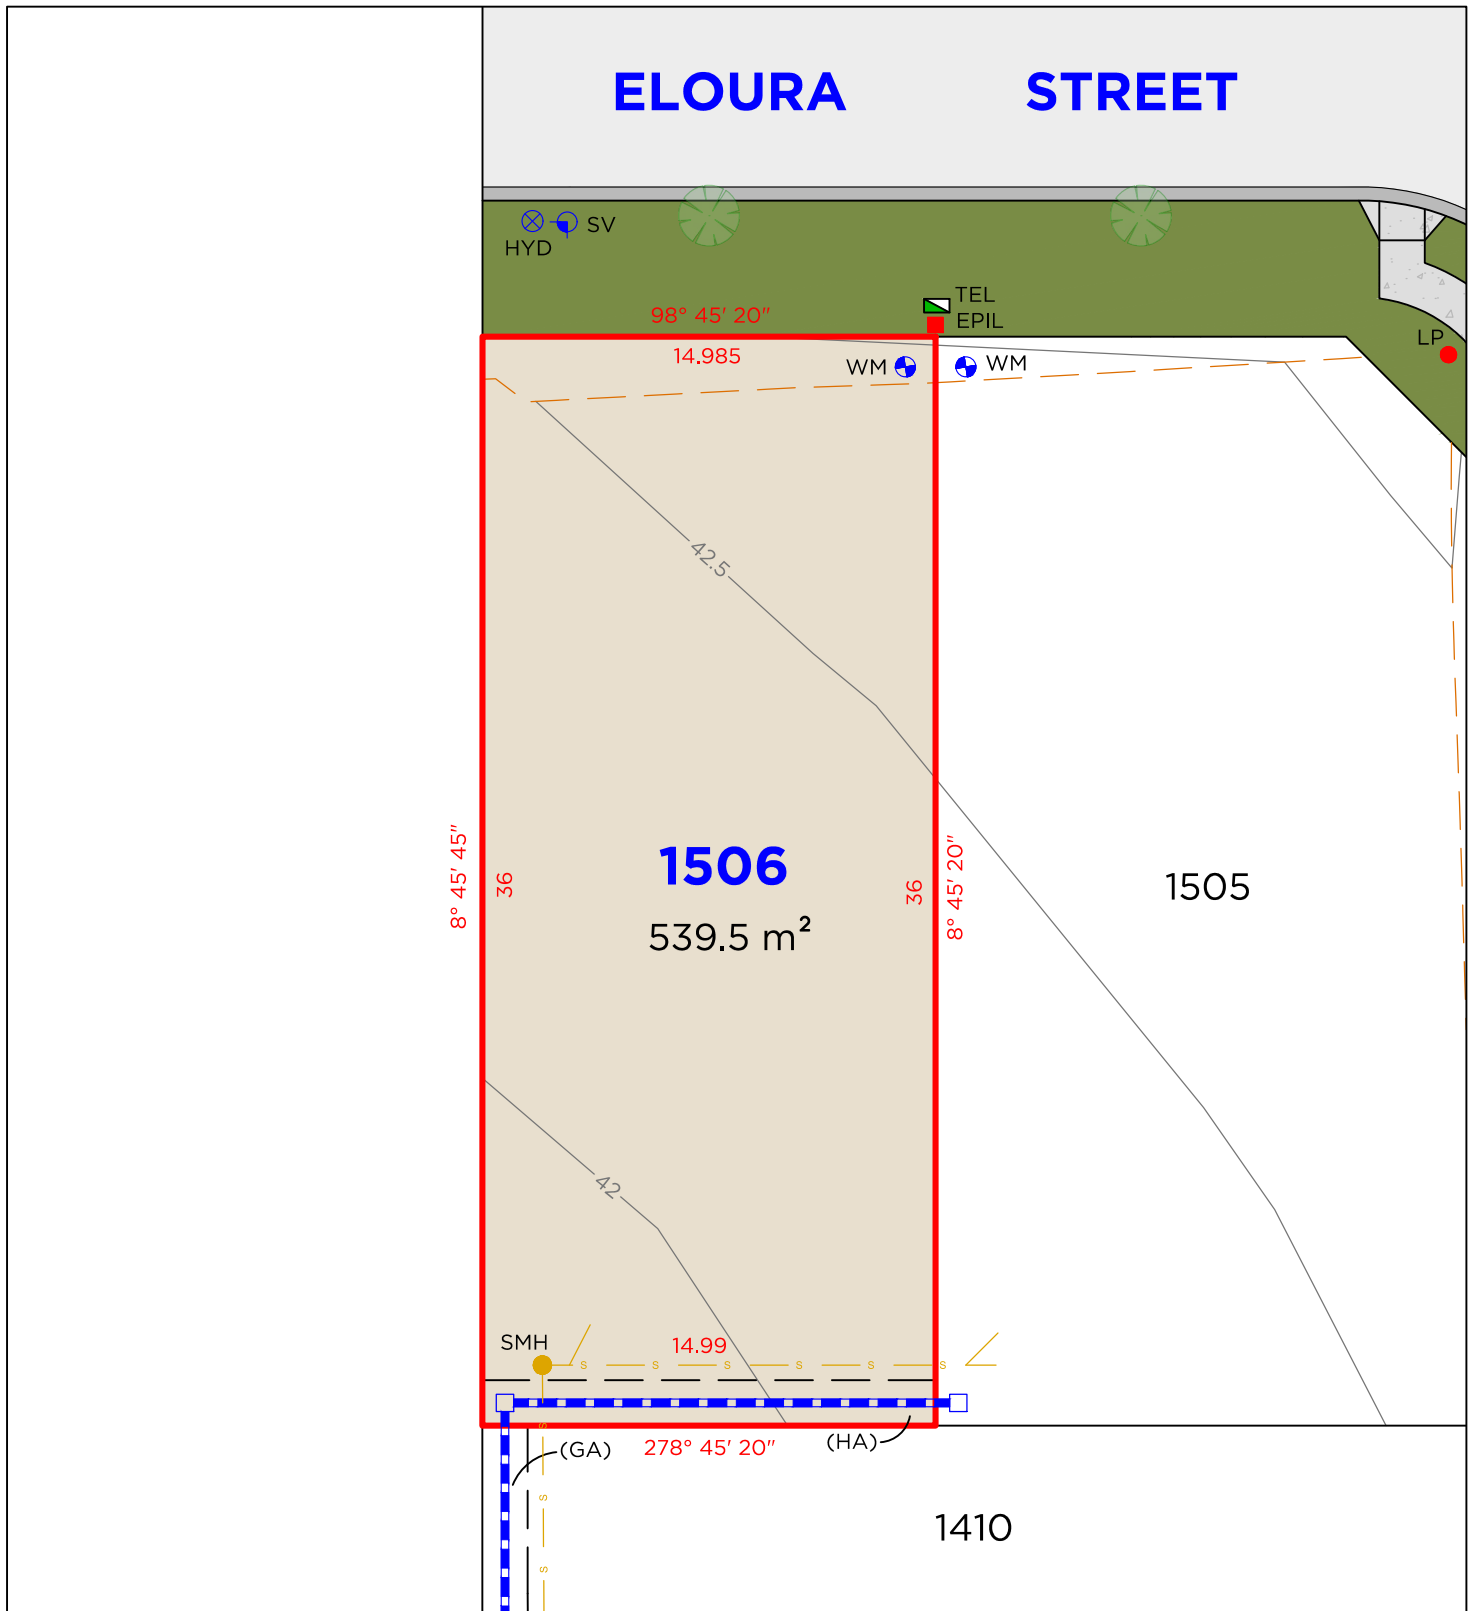 ELOURA STREET
SV
HYD
TEL
98° 45' 20"
EPIL
LP
14.985
WM
WM
42.5
8° 45' 45"
36
1506
36
8° 45' 20"
1505
539.5 m²
42
SMH
14.99
S S S S S S
S
(GA)
278° 45' 20"
(HA)
S
1410
S